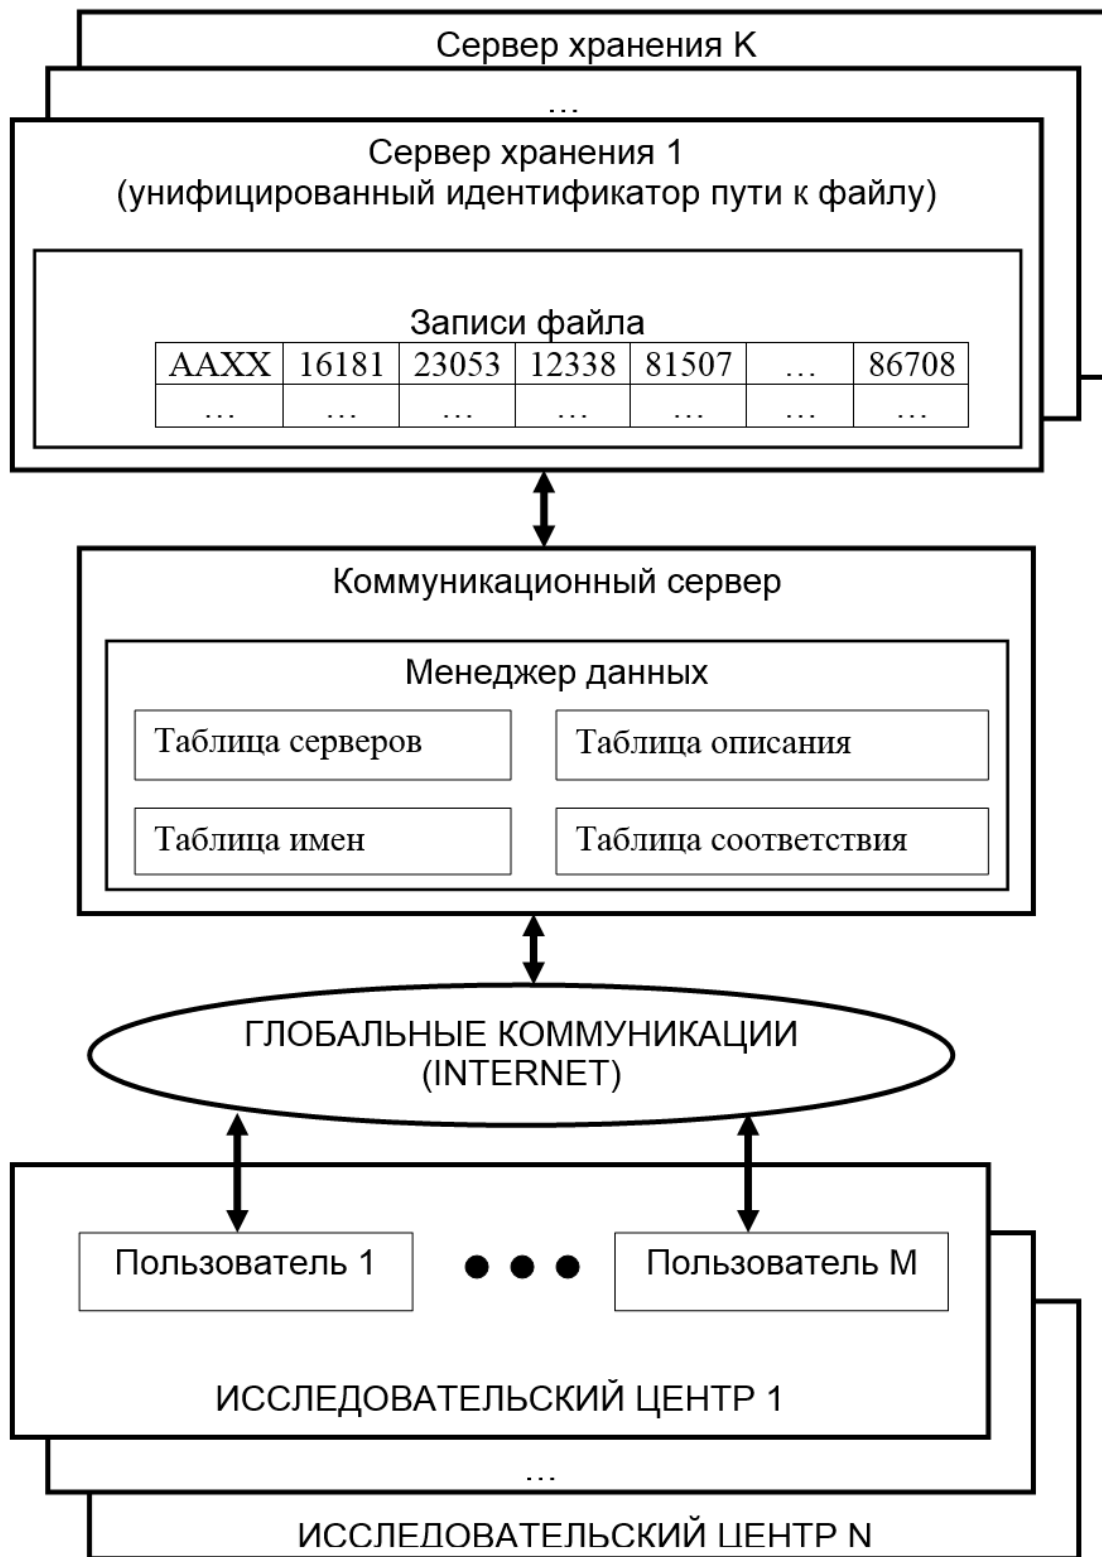 Сервер хранения K
...
Сервер хранения 1
(унифицированный идентификатор пути к файлу)
Записи файла
AAXX 16181 23053 12338 81507 ... 86708
... ... ... ... ... ... ...
Коммуникационный сервер
Менеджер данных
Таблица серверов Таблица описания
Таблица имен Таблица соответствия
ГЛОБАЛЬНЫЕ КОММУНИКАЦИИ
(INTERNET)
Пользователь 1 Пользователь М
ИССЛЕДОВАТЕЛЬСКИЙ ЦЕНТР 1
...
ИССЛЕДОВАТЕЛЬСКИЙ ЦЕНТР N